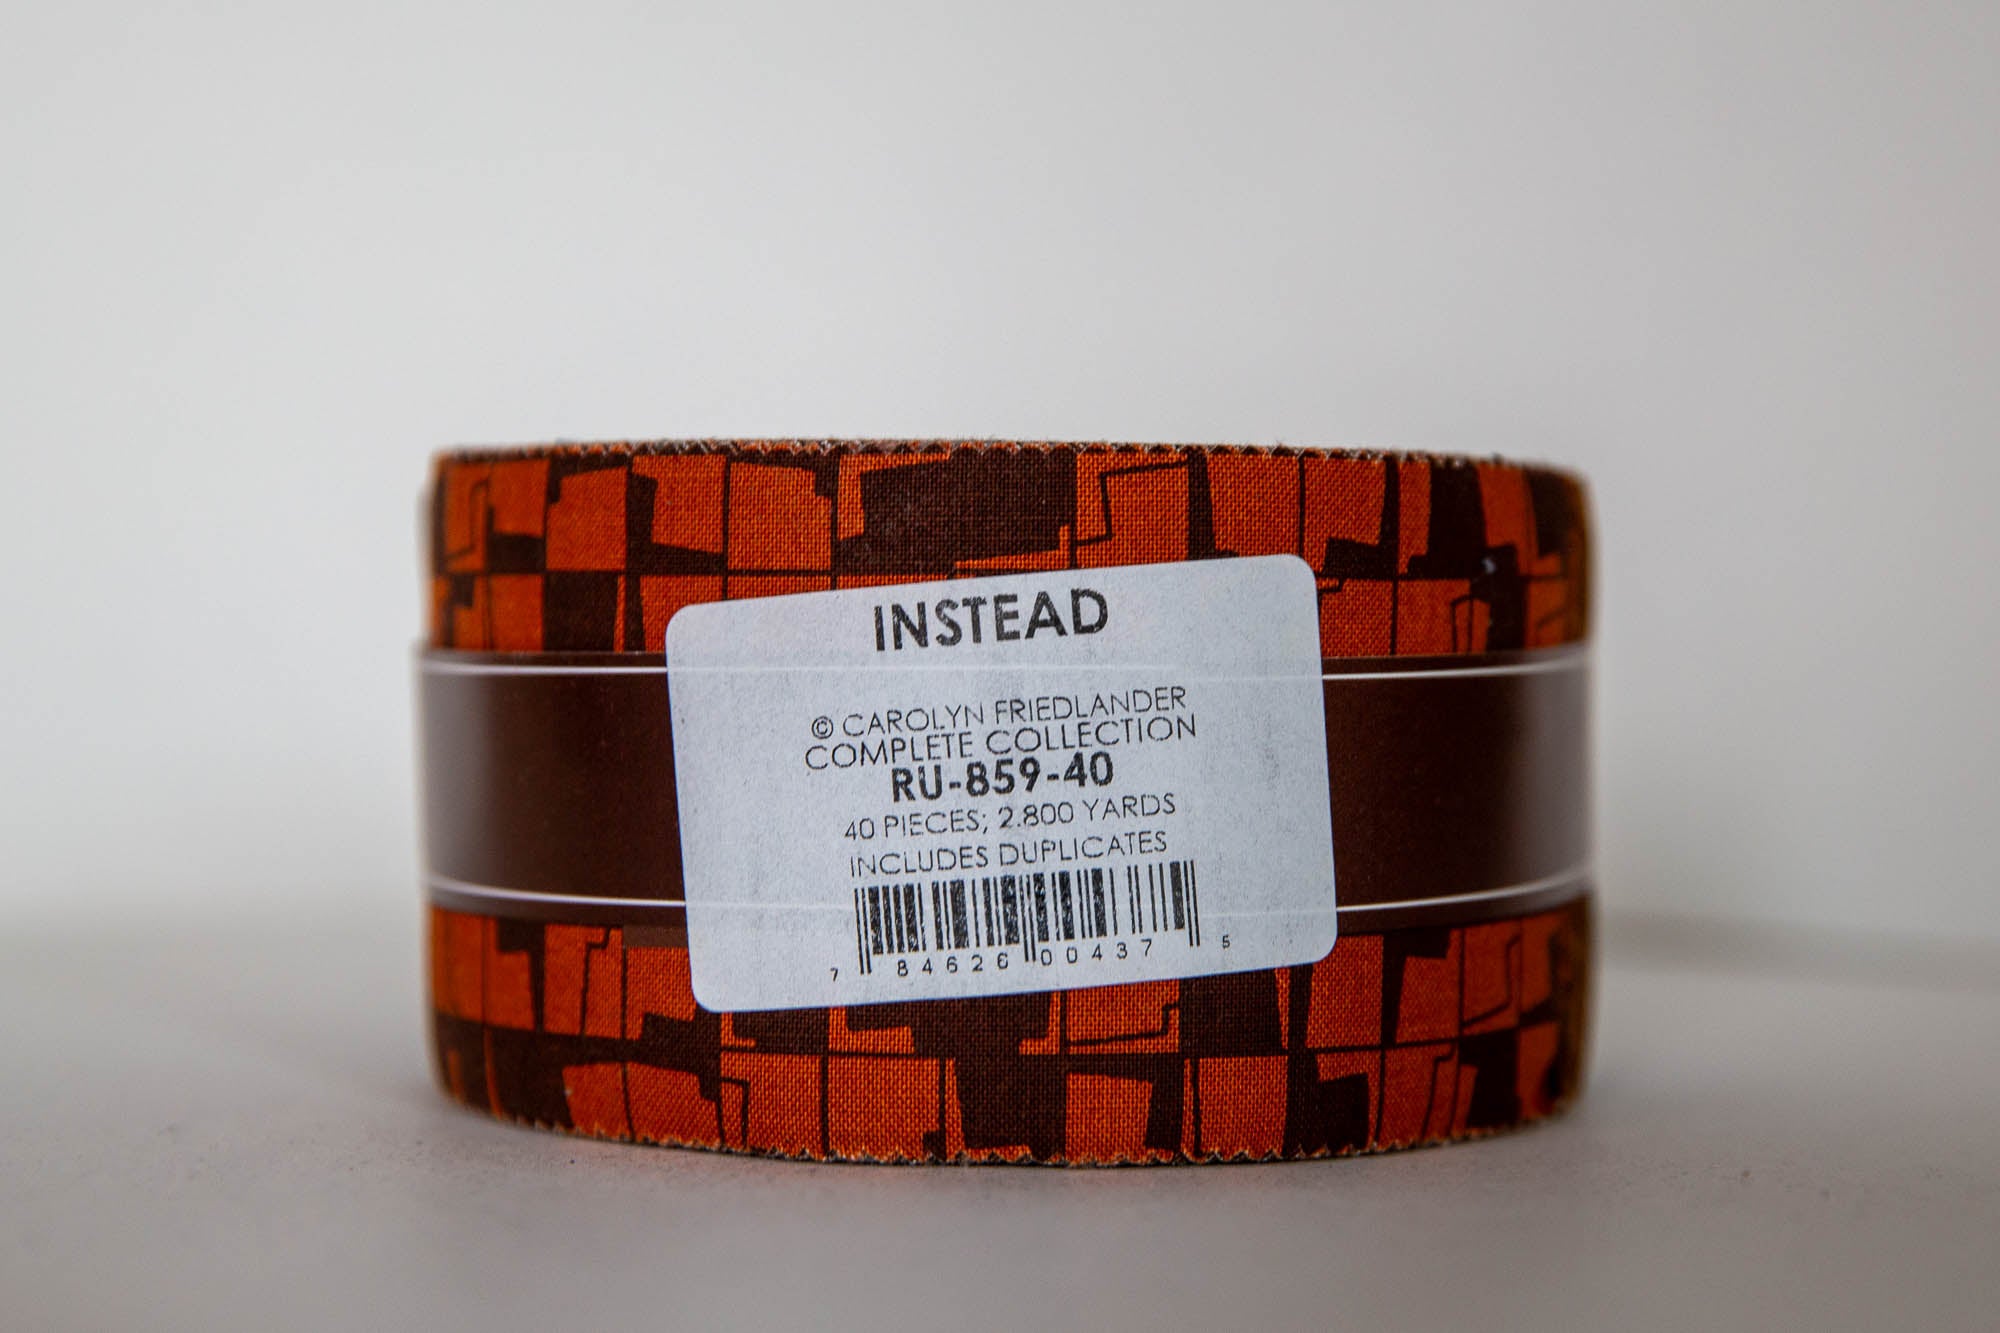 INSTEAD
© CAROLYN FRIEDLANDER
COMPLETE COLLECTION
RU-859-40
40 PIECES; 2.800 YARDS
INCLUDES DUPLICATES
7 84626 00437 5